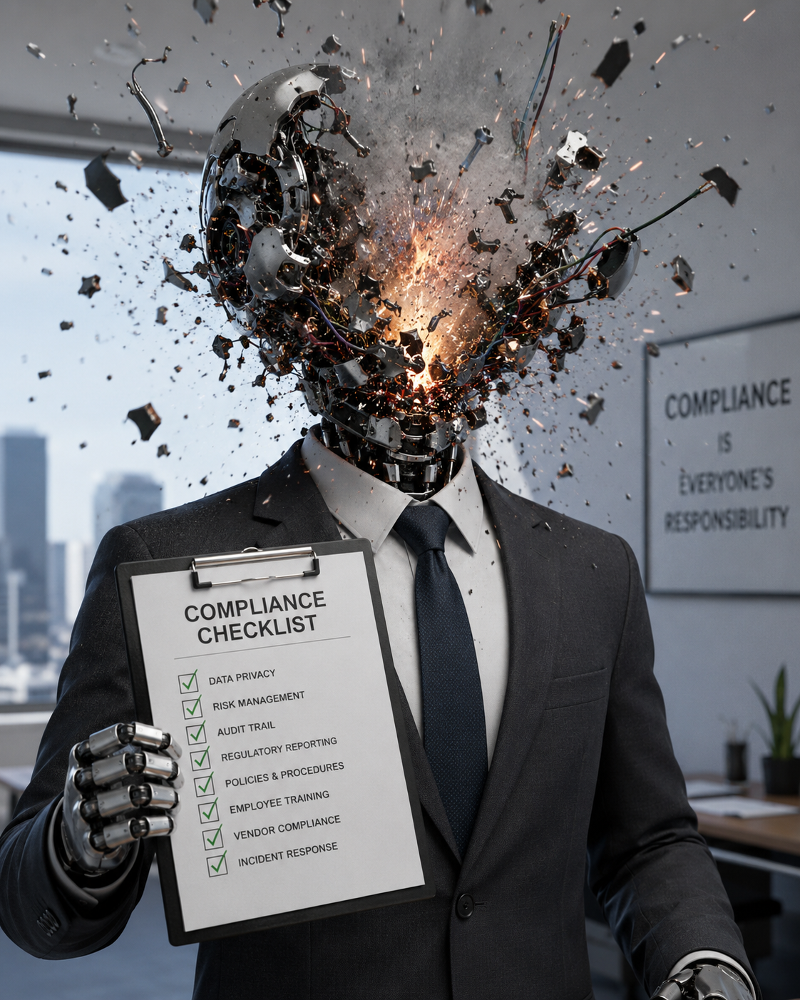 COMPLIANCE
CHECKLIST
DATA PRIVACY
RISK MANAGEMENT
AUDIT TRAIL
REGULATORY REPORTING
POLICIES & PROCEDURES
EMPLOYEE TRAINING
VENDOR COMPLIANCE
INCIDENT RESPONSE
COMPLIANCE
IS
EVERYONE'S
RESPONSIBILITY